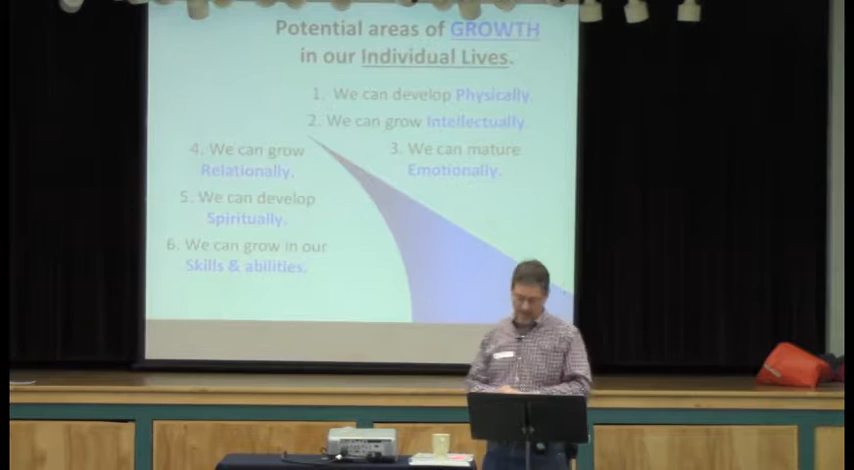 Potential areas of GROWTH
in our Individual Lives.
1. We can develop Physically.
2. We can grow Intellectually.
3. We can mature
Emotionally.
4. We can grow
Relationally.
5. We can develop
Spiritually.
6. We can grow in our
Skills & abilities.